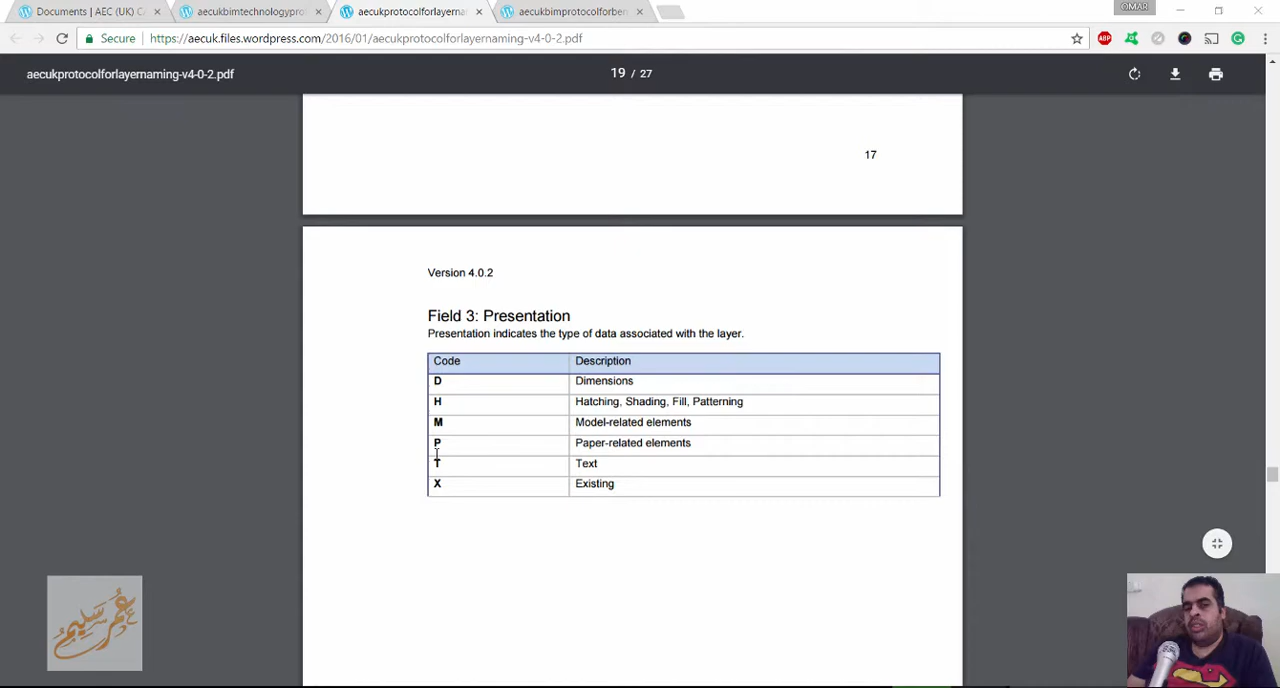 Documents | AEC (UK) C
aecukbimtechnologypro
aecukprotocolforlayerna
aecukbimprotocolforben
OMAR
Secure
https://aecuk.files.wordpress.com/2016/01/aecukprotocolforlayernaming-v4-0-2.pdf
ABP
aecukprotocolforlayernaming-v4-0-2.pdf
19 / 27
17
Version 4.0.2
Field 3: Presentation
Presentation indicates the type of data associated with the layer.
Code Description
D Dimensions
H Hatching, Shading, Fill, Patterning
M Model-related elements
P Paper-related elements
T Text
X Existing
عمر سليم